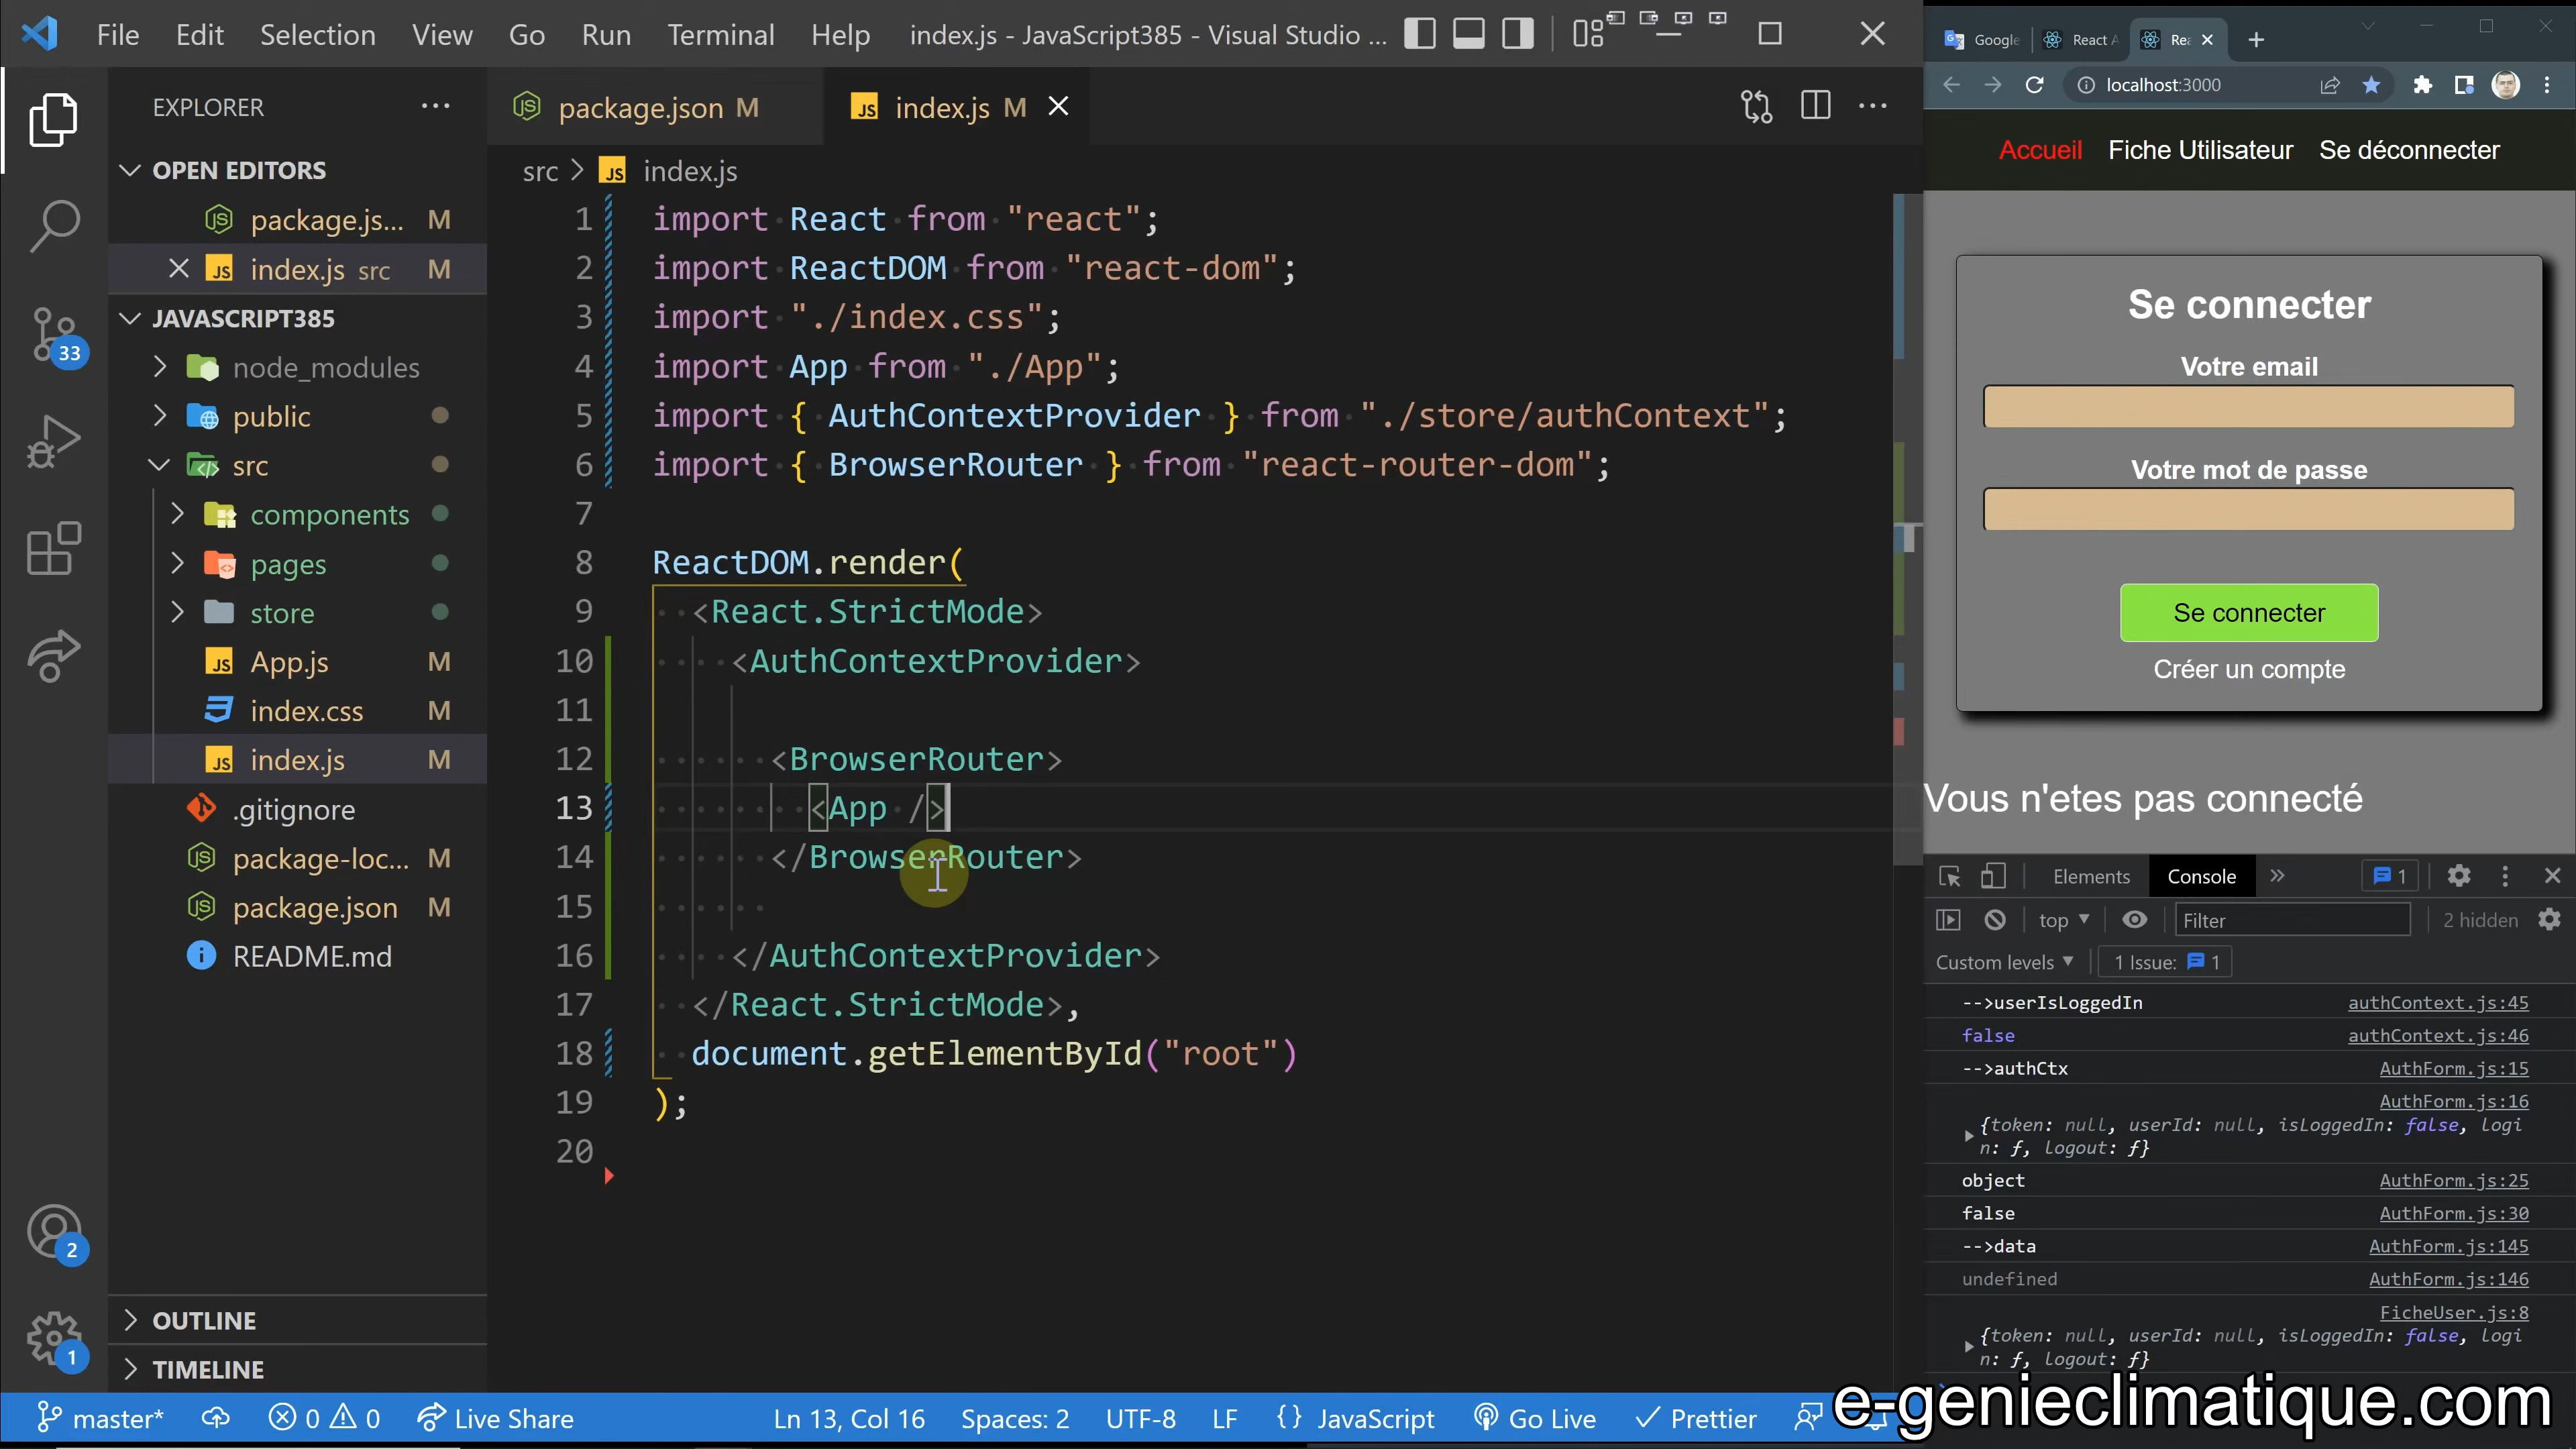 File Edit Selection View Go Run Terminal Help index.js - JavaScript385 - Visual Studio ...
EXPLORER
OPEN EDITORS
package.js... M
index.js src M
JAVASCRIPT385
node_modules
public
src
components
pages
store
App.js M
index.css M
index.js M
.gitignore
package-loc... M
package.json M
README.md
OUTLINE
TIMELINE
33
2
1
package.json M
index.js M
src > index.js
1 import React from "react";
2 import ReactDOM from "react-dom";
3 import "./index.css";
4 import App from "./App";
5 import { AuthContextProvider } from "./store/authContext";
6 import { BrowserRouter } from "react-router-dom";
7
8 ReactDOM.render(
9 <React.StrictMode>
10 <AuthContextProvider>
11
12 <BrowserRouter>
13 <App />
14 </BrowserRouter>
15
16 </AuthContextProvider>
17 </React.StrictMode>,
18 document.getElementById("root")
19 );
20
master* 0 0 Live Share Ln 13, Col 16 Spaces: 2 UTF-8 LF {} JavaScript Go Live Prettier
Google
React A
Rea
localhost:3000
Accueil Fiche Utilisateur Se déconnecter
Se connecter
Votre email
Votre mot de passe
Se connecter
Créer un compte
Vous n'etes pas connecté
Elements Console 1
top Filter 2 hidden
Custom levels 1 Issue: 1
-->userIsLoggedIn authContext.js:45
false authContext.js:46
-->authCtx AuthForm.js:15
AuthForm.js:16
{token: null, userId: null, isLoggedIn: false, logi
n: ƒ, logout: ƒ}
object AuthForm.js:25
false AuthForm.js:30
-->data AuthForm.js:145
undefined AuthForm.js:146
FicheUser.js:8
{token: null, userId: null, isLoggedIn: false, logi
n: ƒ, logout: ƒ}
e-genieclimatique.com